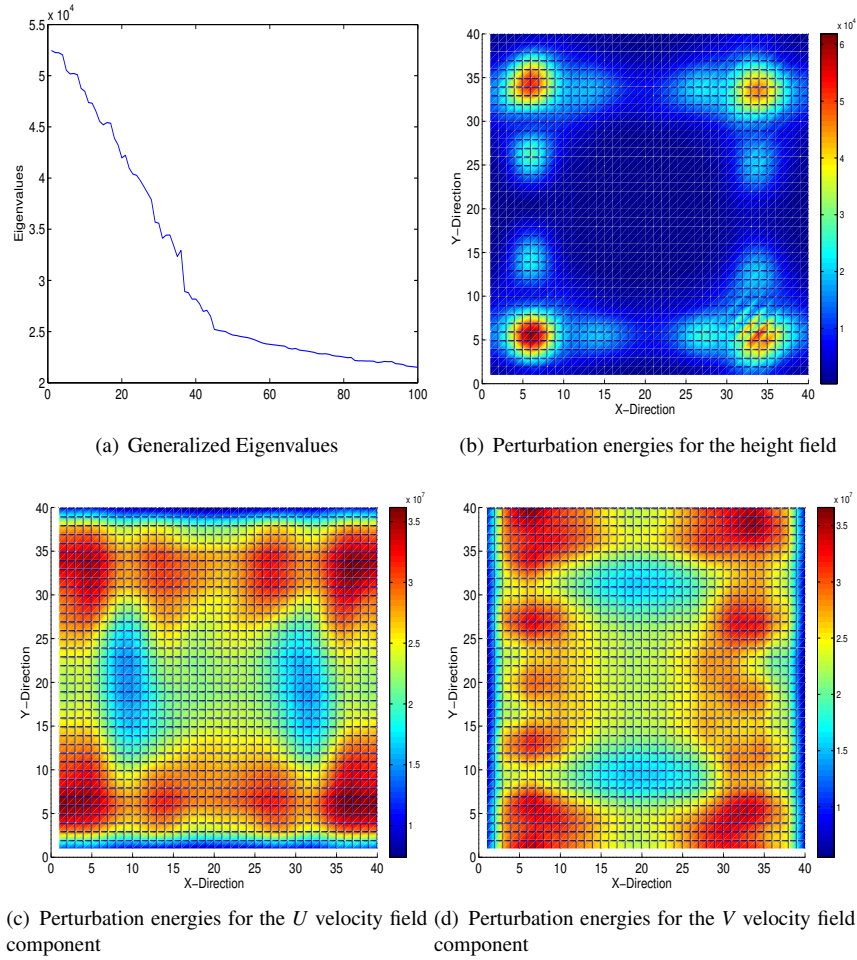 x 10^4
5.5
5
4.5
4
3.5
3
2.5
2
0 20 40 60 80 100
Eigenvalues
(a) Generalized Eigenvalues
x 10^4
40
35
30
25
20
15
10
5
0
0 5 10 15 20 25 30 35 40
X-Direction
Y-Direction
6
5
4
3
2
1
(b) Perturbation energies for the height field
x 10^7
40
35
30
25
20
15
10
5
0
0 5 10 15 20 25 30 35 40
X-Direction
Y-Direction
3.5
3
2.5
2
1.5
1
(c) Perturbation energies for the U velocity field component
x 10^7
40
35
30
25
20
15
10
5
0
0 5 10 15 20 25 30 35 40
X-Direction
Y-Direction
3.5
3
2.5
2
1.5
1
(d) Perturbation energies for the V velocity field component